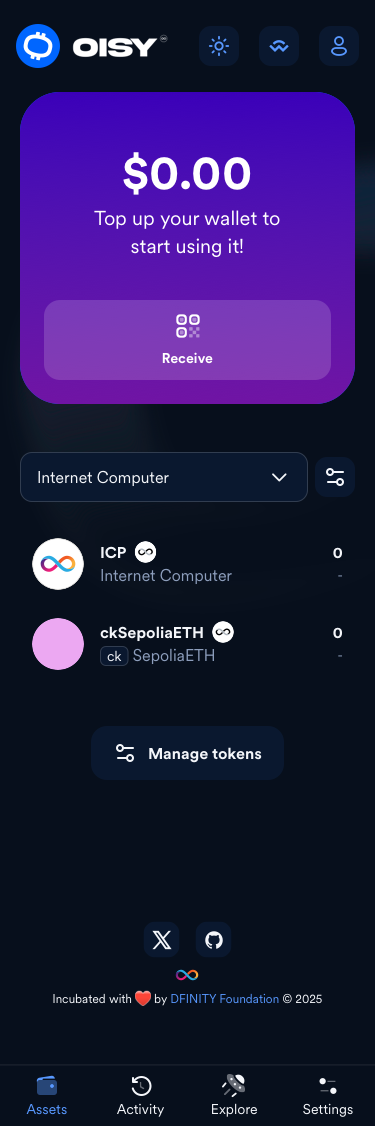 OISY
$0.00
Top up your wallet to
start using it!
Receive
Internet Computer
ICP
0
Internet Computer
-
ckSepoliaETH
0
ck SepoliaETH
-
Manage tokens
Incubated with ❤️ by DFINITY Foundation © 2025
Assets Activity Explore Settings